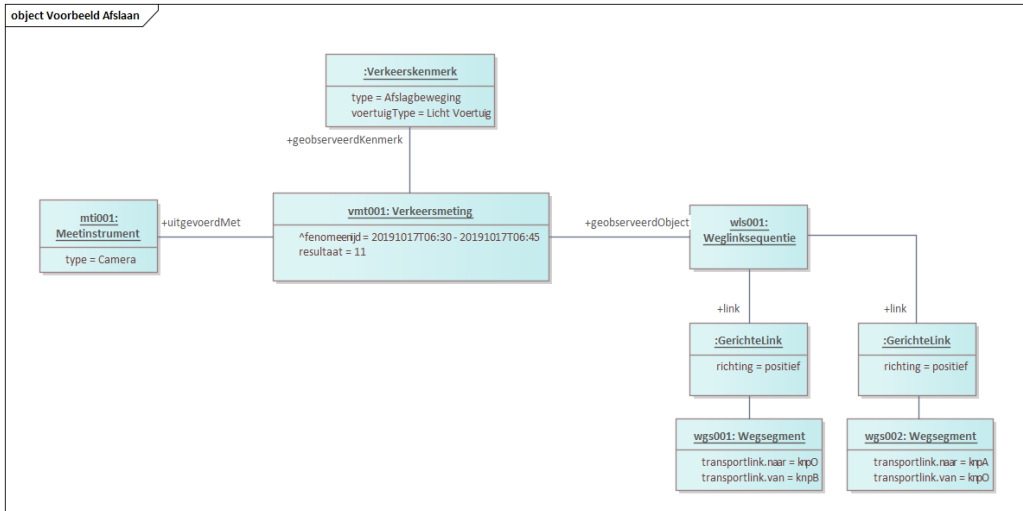 object Voorbeeld Afslaan
:Verkeerskenmerk
type = Afslagbeweging
voertuigType = Licht Voertuig
+geobserveerdKenmerk
mti001:
Meetinstrument
type = Camera
+uitgevoerdMet
vmt001: Verkeersmeting
^fenomeenijd = 20191017T06:30 - 20191017T06:45
resultaat = 11
+geobserveerdObject
wls001:
Weglinksequentie
+link
+link
:GerichteLink
richting = positief
:GerichteLink
richting = positief
wgs001: Wegsegment
transportlink.naar = knpO
transportlink.van = knpB
wgs002: Wegsegment
transportlink.naar = knpA
transportlink.van = knpO